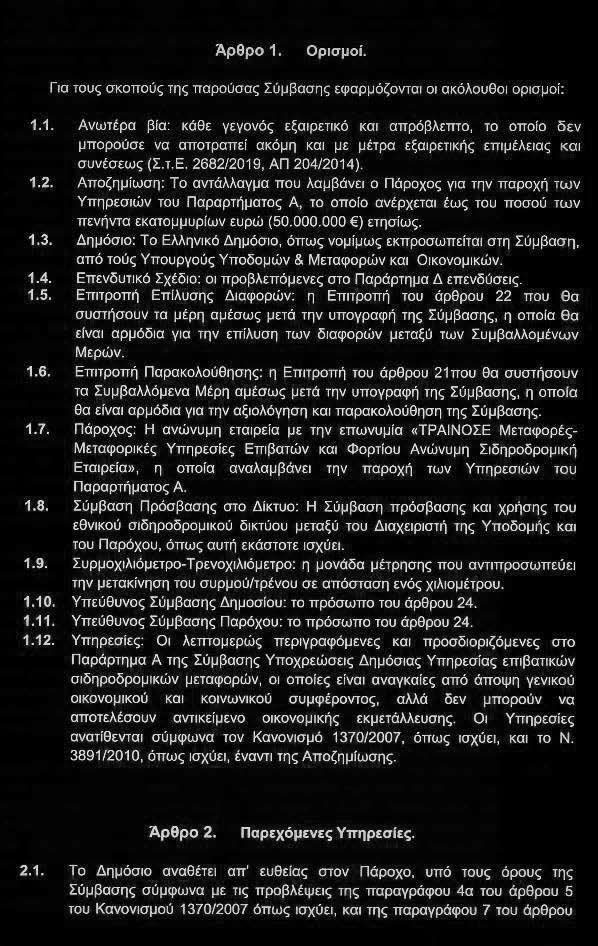 Άρθρο 1. Ορισμοί.
Για τους σκοπούς της παρούσας Σύμβασης εφαρμόζονται οι ακόλουθοι ορισμοί:
1.1. Ανωτέρα βία: κάθε γεγονός εξαιρετικό και απρόβλεπτο, το οποίο δεν
μπορούσε να αποτραπεί ακόμη και με μέτρα εξαιρετικής επιμέλειας και
συνέσεως (Σ.τ.Ε. 2682/2019, ΑΠ 204/2014).
1.2. Αποζημίωση: Το αντάλλαγμα που λαμβάνει ο Πάροχος για την παροχή των
Υπηρεσιών του Παραρτήματος Α, το οποίο ανέρχεται έως του ποσού των
πενήντα εκατομμυρίων ευρώ (50.000.000 €) ετησίως.
1.3. Δημόσιο: Το Ελληνικό Δημόσιο, όπως νομίμως εκπροσωπείται στη Σύμβαση,
από τούς Υπουργούς Υποδομών & Μεταφορών και Οικονομικών.
1.4. Επενδυτικό Σχέδιο: οι προβλεπόμενες στο Παράρτημα Δ επενδύσεις.
1.5. Επιτροπή Επίλυσης Διαφορών: η Επιτροπή του άρθρου 22 που θα
συστήσουν τα μέρη αμέσως μετά την υπογραφή της Σύμβασης, η οποία θα
είναι αρμόδια για την επίλυση των διαφορών μεταξύ των Συμβαλλομένων
Μερών.
1.6. Επιτροπή Παρακολούθησης: η Επιτροπή του άρθρου 21που θα συστήσουν
τα Συμβαλλόμενα Μέρη αμέσως μετά την υπογραφή της Σύμβασης, η οποία
θα είναι αρμόδια για την αξιολόγηση και παρακολούθηση της Σύμβασης.
1.7. Πάροχος: Η ανώνυμη εταιρεία με την επωνυμία «ΤΡΑΙΝΟΣΕ Μεταφορές-
Μεταφορικές Υπηρεσίες Επιβατών και Φορτίου Ανώνυμη Σιδηροδρομική
Εταιρεία», η οποία αναλαμβάνει την παροχή των Υπηρεσιών του
Παραρτήματος Α.
1.8. Σύμβαση Πρόσβασης στο Δίκτυο: Η Σύμβαση πρόσβασης και χρήσης του
εθνικού σιδηροδρομικού δικτύου μεταξύ του Διαχειριστή της Υποδομής και
του Παρόχου, όπως αυτή εκάστοτε ισχύει.
1.9. Συρμοχιλιόμετρο-Τρενοχιλιόμετρο: η μονάδα μέτρησης που αντιπροσωπεύει
την μετακίνηση του συρμού/τρένου σε απόσταση ενός χιλιομέτρου.
1.10. Υπεύθυνος Σύμβασης Δημοσίου: το πρόσωπο του άρθρου 24.
1.11. Υπεύθυνος Σύμβασης Παρόχου: το πρόσωπο του άρθρου 24.
1.12. Υπηρεσίες: Οι λεπτομερώς περιγραφόμενες και προσδιοριζόμενες στο
Παράρτημα Α της Σύμβασης Υποχρεώσεις Δημόσιας Υπηρεσίας επιβατικών
σιδηροδρομικών μεταφορών, οι οποίες είναι αναγκαίες από άποψη γενικού
οικονομικού και κοινωνικού συμφέροντος, αλλά δεν μπορούν να
αποτελέσουν αντικείμενο οικονομικής εκμετάλλευσης. Οι Υπηρεσίες
ανατίθενται σύμφωνα τον Κανονισμό 1370/2007, όπως ισχύει, και το Ν.
3891/2010, όπως ισχύει, έναντι της Αποζημίωσης.
Άρθρο 2. Παρεχόμενες Υπηρεσίες.
2.1. Το Δημόσιο αναθέτει απ' ευθείας στον Πάροχο, υπό τους όρους της
Σύμβασης σύμφωνα με τις προβλέψεις της παραγράφου 4α του άρθρου 5
του Κανονισμού 1370/2007 όπως ισχύει, και της παραγράφου 7 του άρθρου